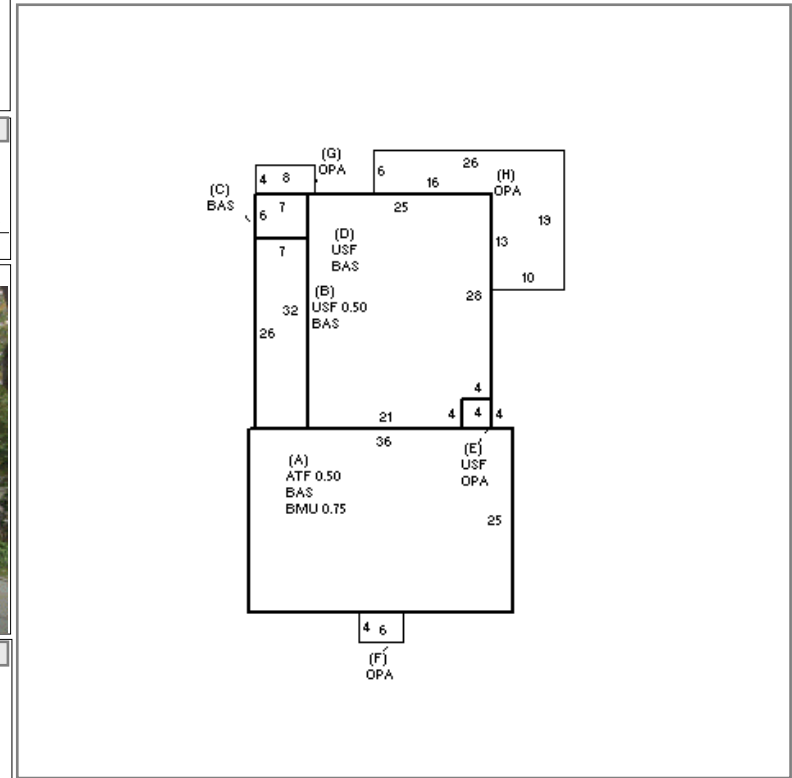 (G)
OPA
4 8
26
6
16
(H)
OPA
(C)
BAS
6
7
25
19
(D)
USF
BAS
13
7
10
(B)
USF 0.50
BAS
32
28
26
4
21
4
4
4
36
(E)
USF
OPA
(A)
ATF 0.50
BAS
BMU 0.75
25
4 6
(F)
OPA